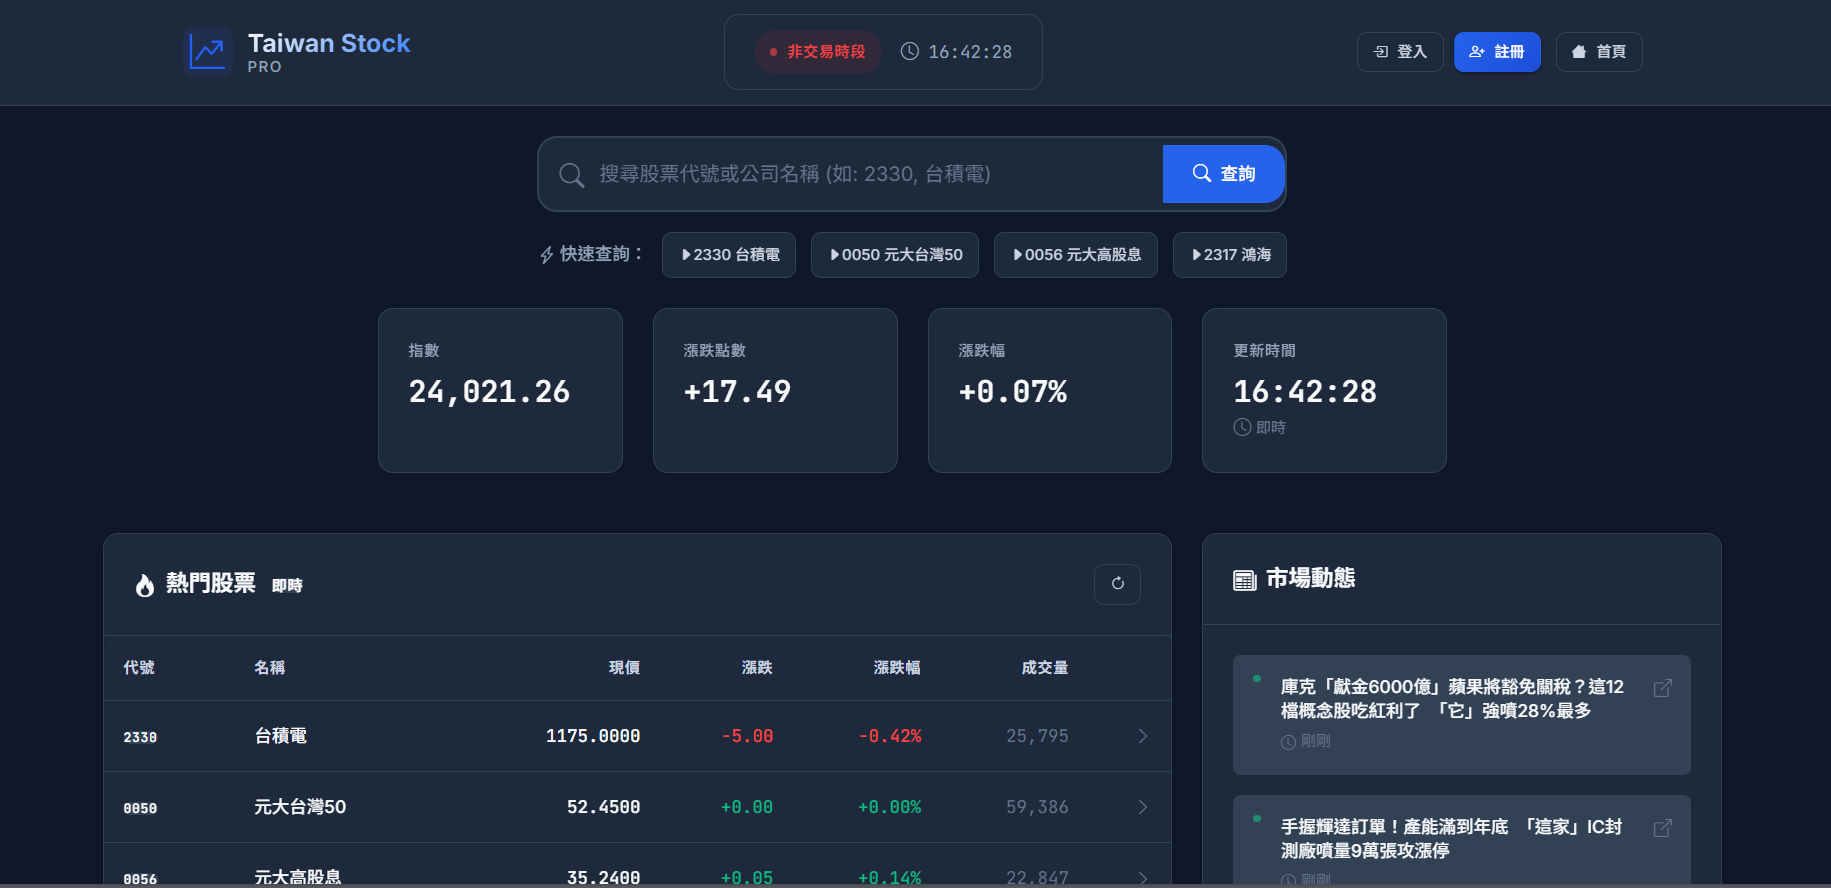 Taiwan Stock
PRO
非交易時段
16:42:28
登入
註冊
首頁
搜尋股票代號或公司名稱 (如: 2330, 台積電)
查詢
快速查詢：
2330 台積電
0050 元大台灣50
0056 元大高股息
2317 鴻海
指數
24,021.26
漲跌點數
+17.49
漲跌幅
+0.07%
更新時間
16:42:28
即時
熱門股票 即時
代號 名稱 現價 漲跌 漲跌幅 成交量
2330 台積電 1175.0000 -5.00 -0.42% 25,795
0050 元大台灣50 52.4500 +0.00 +0.00% 59,386
0056 元大高股息 35.2400 +0.05 +0.14% 22,847
市場動態
庫克「獻金6000億」蘋果將豁免關稅？這12
檔概念股吃紅利了 「它」強噴28%最多
剛剛
手握輝達訂單！產能滿到年底 「這家」IC封
測廠噴量9萬張攻漲停
剛剛